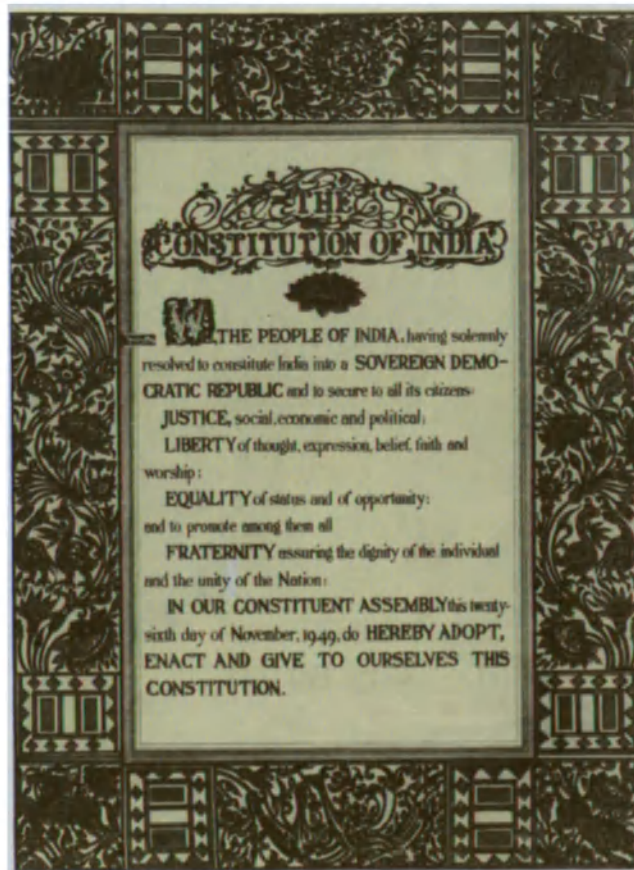 THE
CONSTITUTION OF INDIA
WE, THE PEOPLE OF INDIA, having solemnly
resolved to constitute India into a SOVEREIGN DEMO-
CRATIC REPUBLIC and to secure to all its citizens:
JUSTICE, social, economic and political;
LIBERTY of thought, expression, belief, faith and
worship;
EQUALITY of status and of opportunity;
and to promote among them all
FRATERNITY assuring the dignity of the individual
and the unity of the Nation;
IN OUR CONSTITUENT ASSEMBLY this twenty-
sixth day of November, 1949, do HEREBY ADOPT,
ENACT AND GIVE TO OURSELVES THIS
CONSTITUTION.